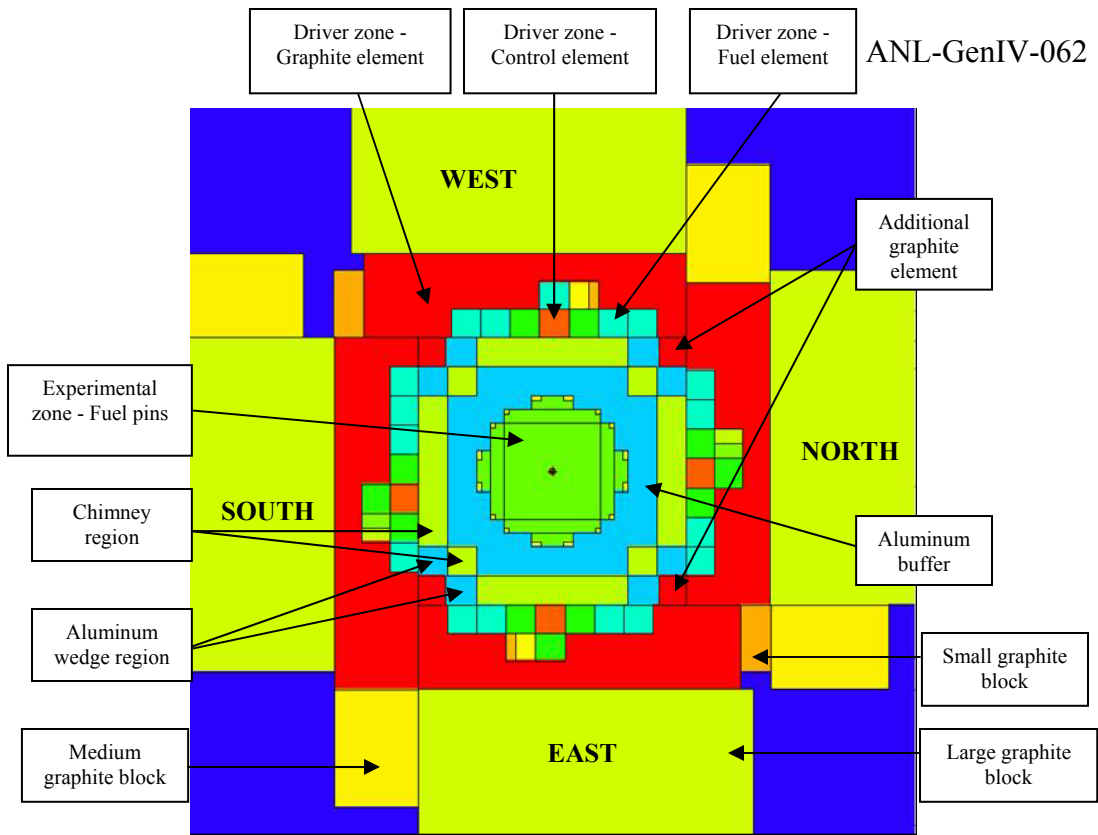 Driver zone -
Graphite element
Driver zone -
Control element
Driver zone -
Fuel element
ANL-GenIV-062
WEST
Additional
graphite
element
Experimental
zone - Fuel pins
NORTH
SOUTH
Chimney
region
Aluminum
buffer
Aluminum
wedge region
Small graphite
block
Medium
graphite block
EAST
Large graphite
block